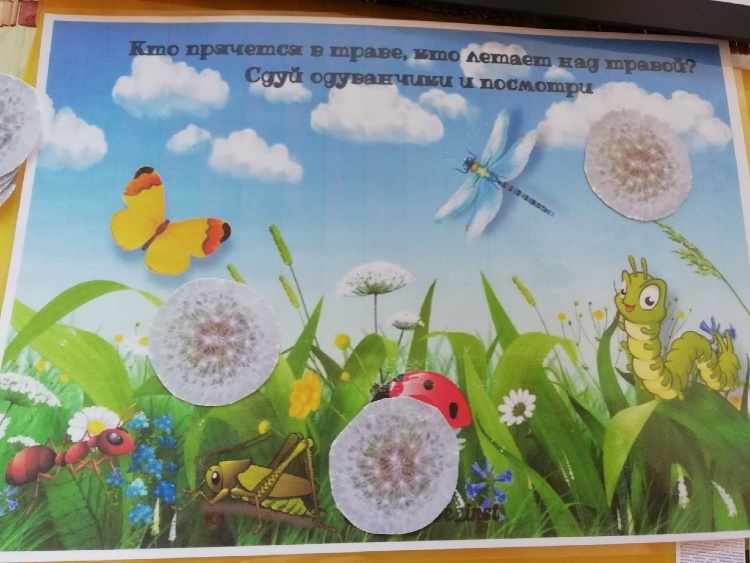 Кто прячется в траве, кто летает над травой?
Сдуй одуванчики и посмотри